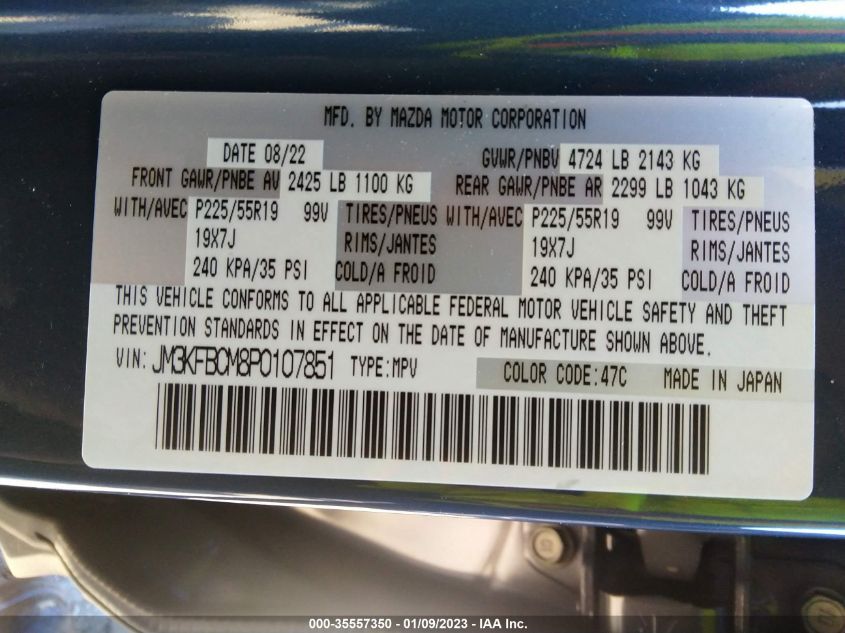 MFD. BY MAZDA MOTOR CORPORATION
DATE 08/22 GVWR/PNBV 4724 LB 2143 KG
FRONT GAWR/PNBE AV 2425 LB 1100 KG REAR GAWR/PNBE AR 2299 LB 1043 KG
WITH/AVEC P225/55R19 99V TIRES/PNEUS WITH/AVEC P225/55R19 99V TIRES/PNEUS
19X7J RIMS/JANTES 19X7J RIMS/JANTES
240 KPA/35 PSI COLD/A FROID 240 KPA/35 PSI COLD/A FROID
THIS VEHICLE CONFORMS TO ALL APPLICABLE FEDERAL MOTOR VEHICLE SAFETY AND THEFT
PREVENTION STANDARDS IN EFFECT ON THE DATE OF MANUFACTURE SHOWN ABOVE.
VIN: JM3KFBCM8P0107851 TYPE:MPV COLOR CODE:47C MADE IN JAPAN
000-35557350 - 01/09/2023 - IAA Inc.